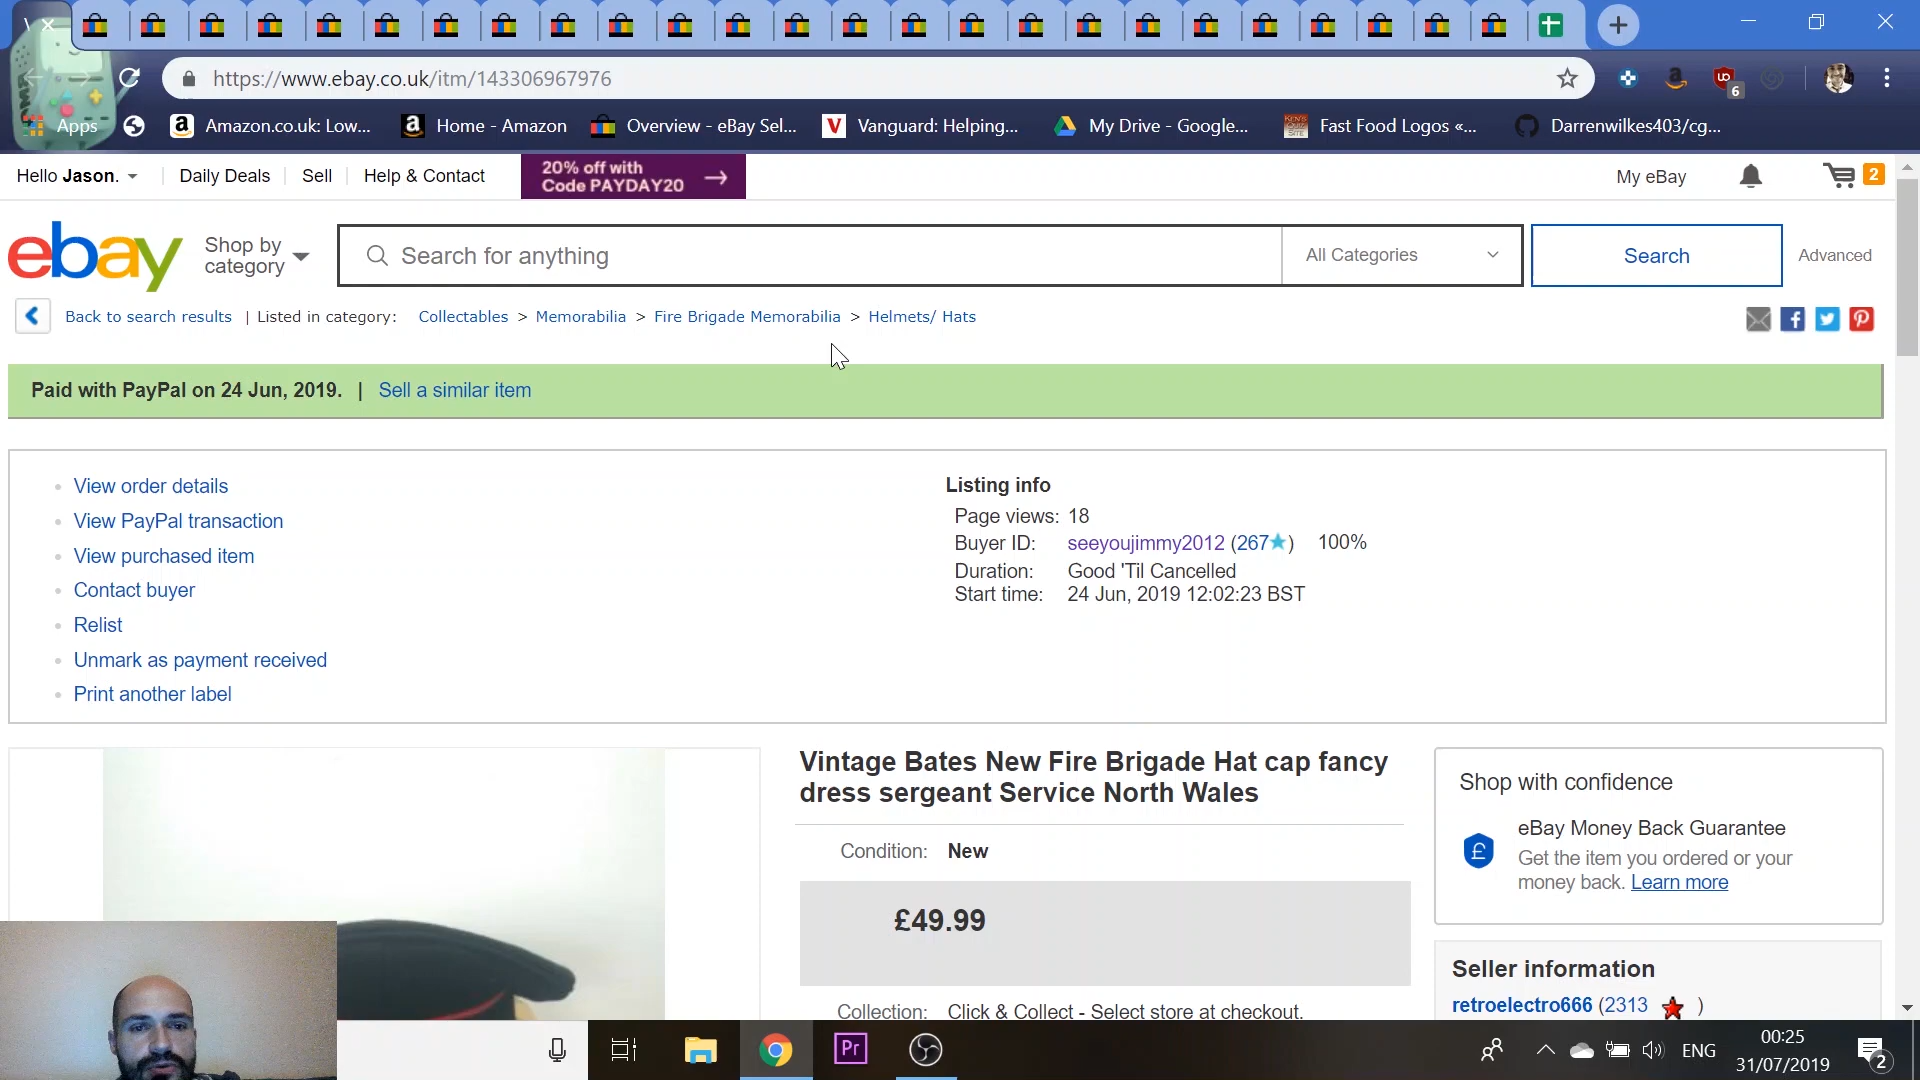 https://www.ebay.co.uk/itm/143306967976
6
Apps
Amazon.co.uk: Low...
Home - Amazon
Overview - eBay Sel...
Vanguard: Helping...
My Drive - Google...
Fast Food Logos «...
Darrenwilkes403/cg...
Hello Jason.
Daily Deals
Sell
Help & Contact
20% off with
Code PAYDAY20
My eBay
2
ebay
Shop by
category
Search for anything
All Categories
Search
Advanced
Back to search results | Listed in category: Collectables > Memorabilia > Fire Brigade Memorabilia > Helmets/ Hats
Paid with PayPal on 24 Jun, 2019. | Sell a similar item
View order details
View PayPal transaction
View purchased item
Contact buyer
Relist
Unmark as payment received
Print another label
Listing info
Page views: 18
Buyer ID: seeyoujimmy2012 (267) 100%
Duration: Good 'Til Cancelled
Start time: 24 Jun, 2019 12:02:23 BST
Vintage Bates New Fire Brigade Hat cap fancy
dress sergeant Service North Wales
Condition: New
£49.99
Collection: Click & Collect - Select store at checkout.
Shop with confidence
eBay Money Back Guarantee
Get the item you ordered or your
money back. Learn more
Seller information
retroelectro666 (2313 )
Pr
ENG
00:25
31/07/2019
2